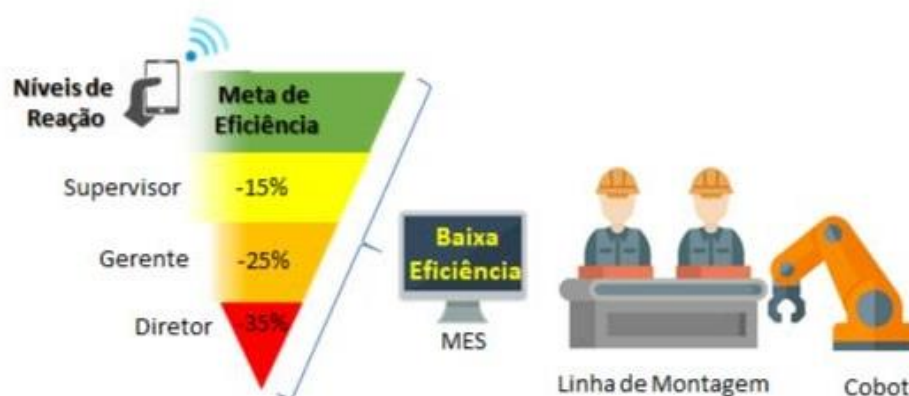 Níveis de
Reação
Meta de
Eficiência
Supervisor
-15%
Gerente
-25%
Diretor
-35%
Baixa
Eficiência
MES
Linha de Montagem
Cobot